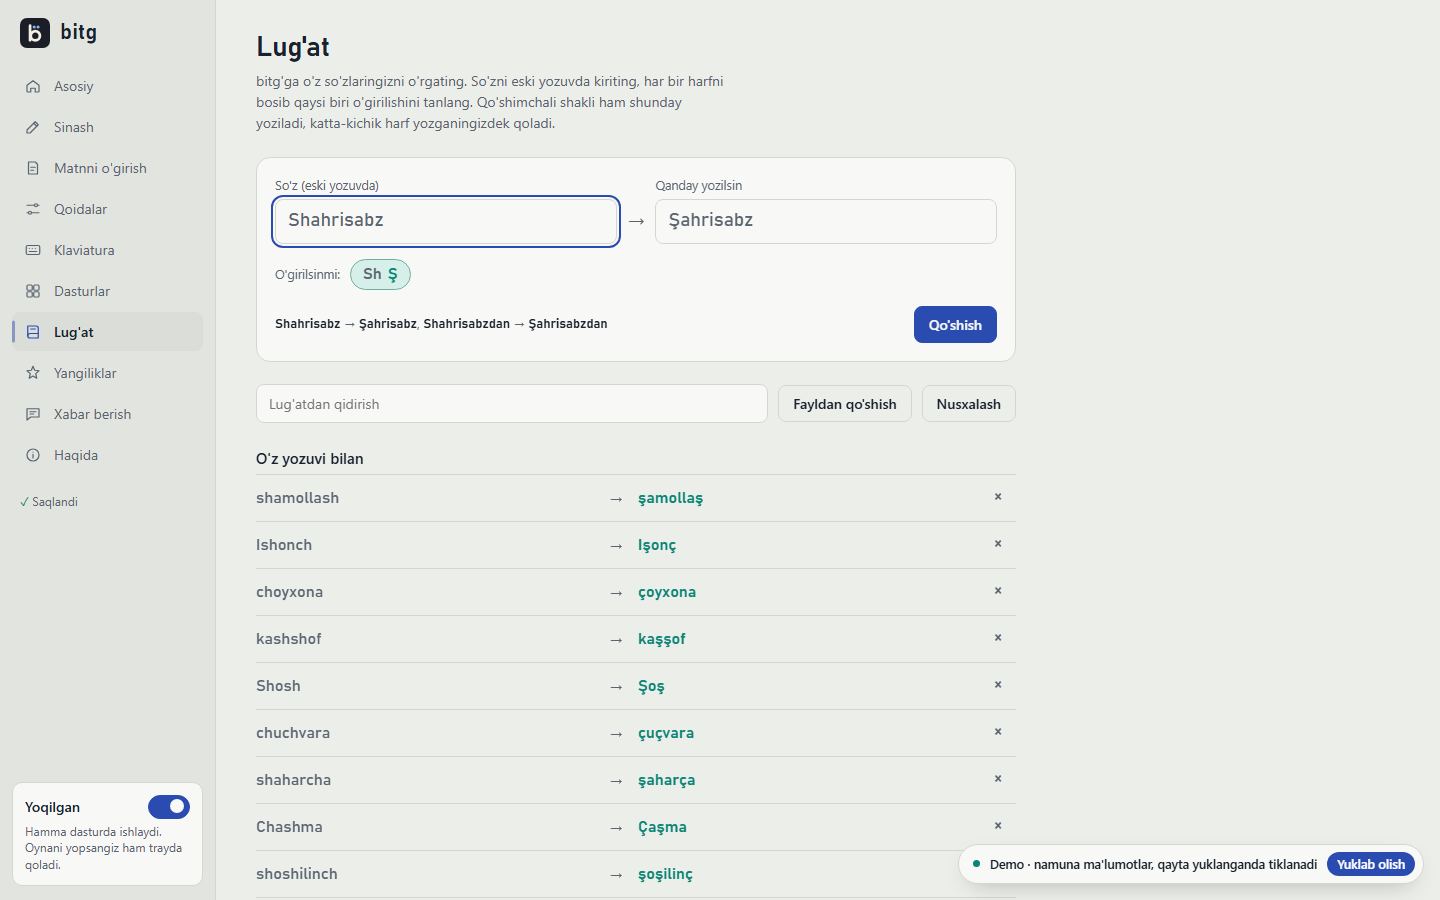 bitg
Asosiy
Sinash
Matnni o'girish
Qoidalar
Klaviatura
Dasturlar
Lug'at
Yangiliklar
Xabar berish
Haqida
✓ Saqlandi
Yoqilgan
Hamma dasturda ishlaydi.
Oynani yopsangiz ham trayda
qoladi.
Lug'at
bitg'ga o'z so'zlaringizni o'rgating. So'zni eski yozuvda kiriting, har bir harfni
bosib qaysi biri o'girilishini tanlang. Qo'shimchali shakli ham shunday
yoziladi, katta-kichik harf yozganingizdek qoladi.
So'z (eski yozuvda)
Qanday yozilsin
Shahrisabz → Şahrisabz
O'girilsinmi: Sh Ş
Shahrisabz → Şahrisabz, Shahrisabzdan → Şahrisabzdan
Qo'shish
Lug'atdan qidirish
Fayldan qo'shish
Nusxalash
O'z yozuvi bilan
shamollash → şamollaş ×
Ishonch → Işonç ×
choyxona → çoyxona ×
kashshof → kaşşof ×
Shosh → Şoş ×
chuchvara → çuçvara ×
shaharcha → şaharça ×
Chashma → Çaşma ×
shoshilinch → şoşilinç
Demo · namuna ma'lumotlar, qayta yuklanganda tiklanadi
Yuklab olish